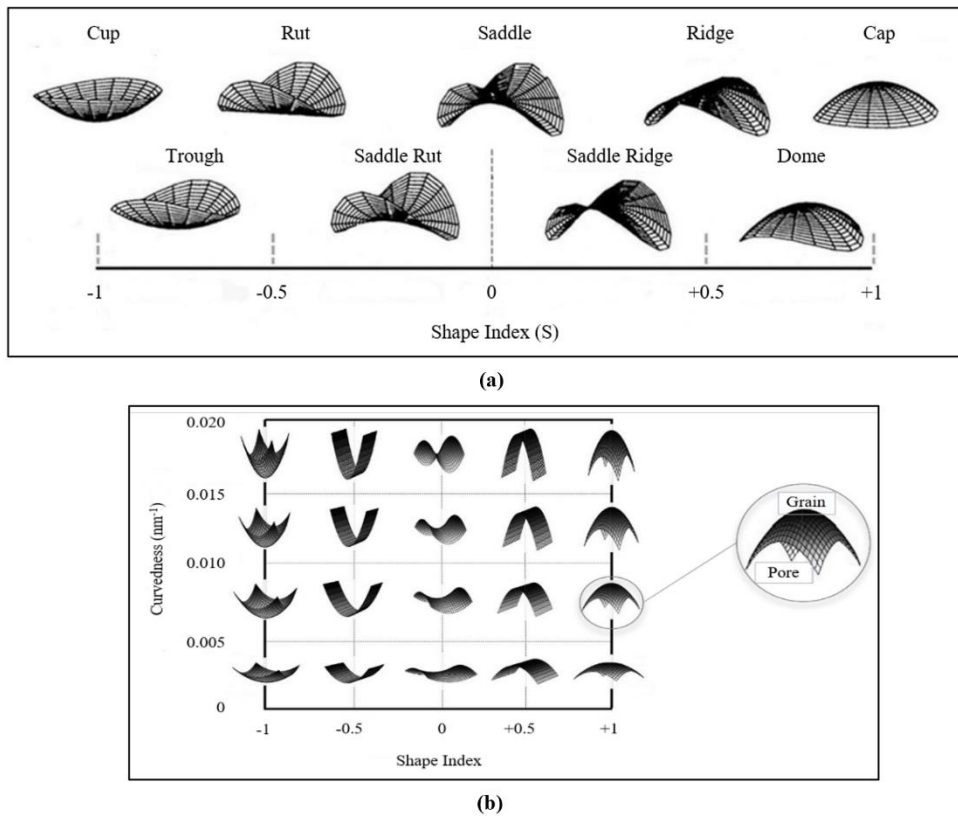 Cup Rut Saddle Ridge Cap
Trough Saddle Rut Saddle Ridge Dome
-1 -0.5 0 +0.5 +1
Shape Index (S)
(a)
0.020
0.015
0.010
0.005
0
Curvedness (nm⁻¹)
Grain
Pore
-1 -0.5 0 +0.5 +1
Shape Index
(b)